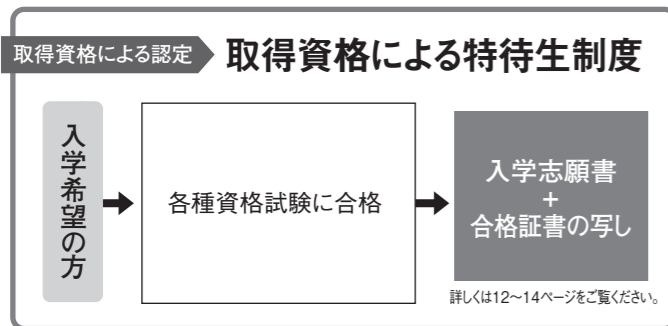 取得資格による認定
取得資格による特待生制度
入学希望の方
各種資格試験に合格
入学志願書
+
合格証書の写し
詳しくは12〜14ページをご覧ください。